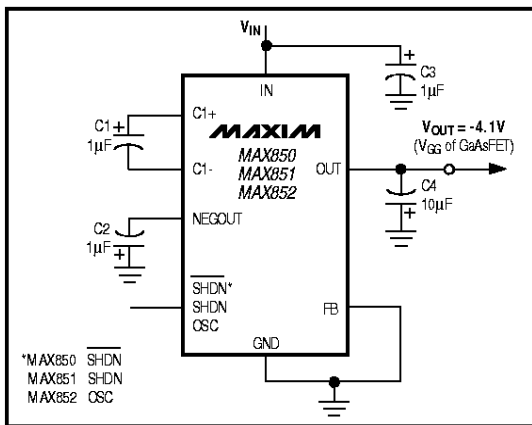 VIN
C3
1µF
IN
C1+
C1
1µF
MAXIM
MAX850
MAX851
MAX852
C1-
OUT
VOUT = -4.1V
(VGG of GaAsFET)
C4
10µF
NEGOUT
C2
1µF
SHDN*
SHDN
OSC
FB
GND
*MAX850 SHDN
MAX851 SHDN
MAX852 OSC